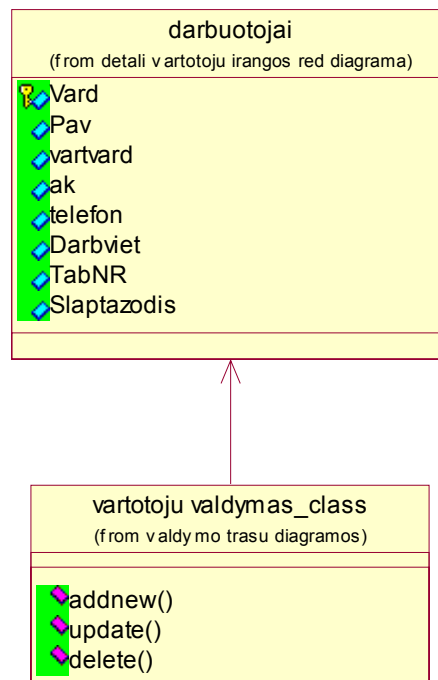 darbuotojai
(from detali vartotoju irangos red diagrama)
Vard
Pav
vartvard
ak
telefon
Darbviet
TabNR
Slaptazodis
vartotoju valdymas_class
(from valdymo trasu diagramos)
addnew()
update()
delete()